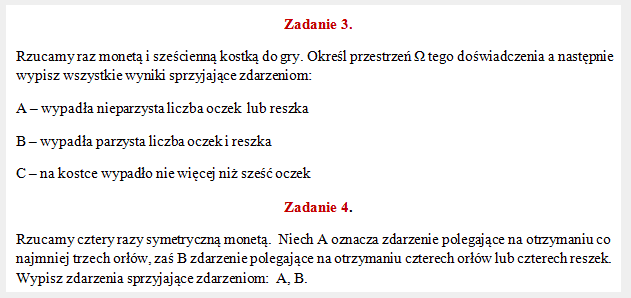 Zadanie 3.
Rzucamy raz monetą i sześcienną kostką do gry. Określ przestrzeń Ω tego doświadczenia a następnie
wypisz wszystkie wyniki sprzyjające zdarzeniom:
A – wypadła nieparzysta liczba oczek lub reszka
B – wypadła parzysta liczba oczek i reszka
C – na kostce wypadło nie więcej niż sześć oczek
Zadanie 4.
Rzucamy cztery razy symetryczną monetą. Niech A oznacza zdarzenie polegające na otrzymaniu co
najmniej trzech orłów, zaś B zdarzenie polegające na otrzymaniu czterech orłów lub czterech reszek.
Wypisz zdarzenia sprzyjające zdarzeniom: A, B.